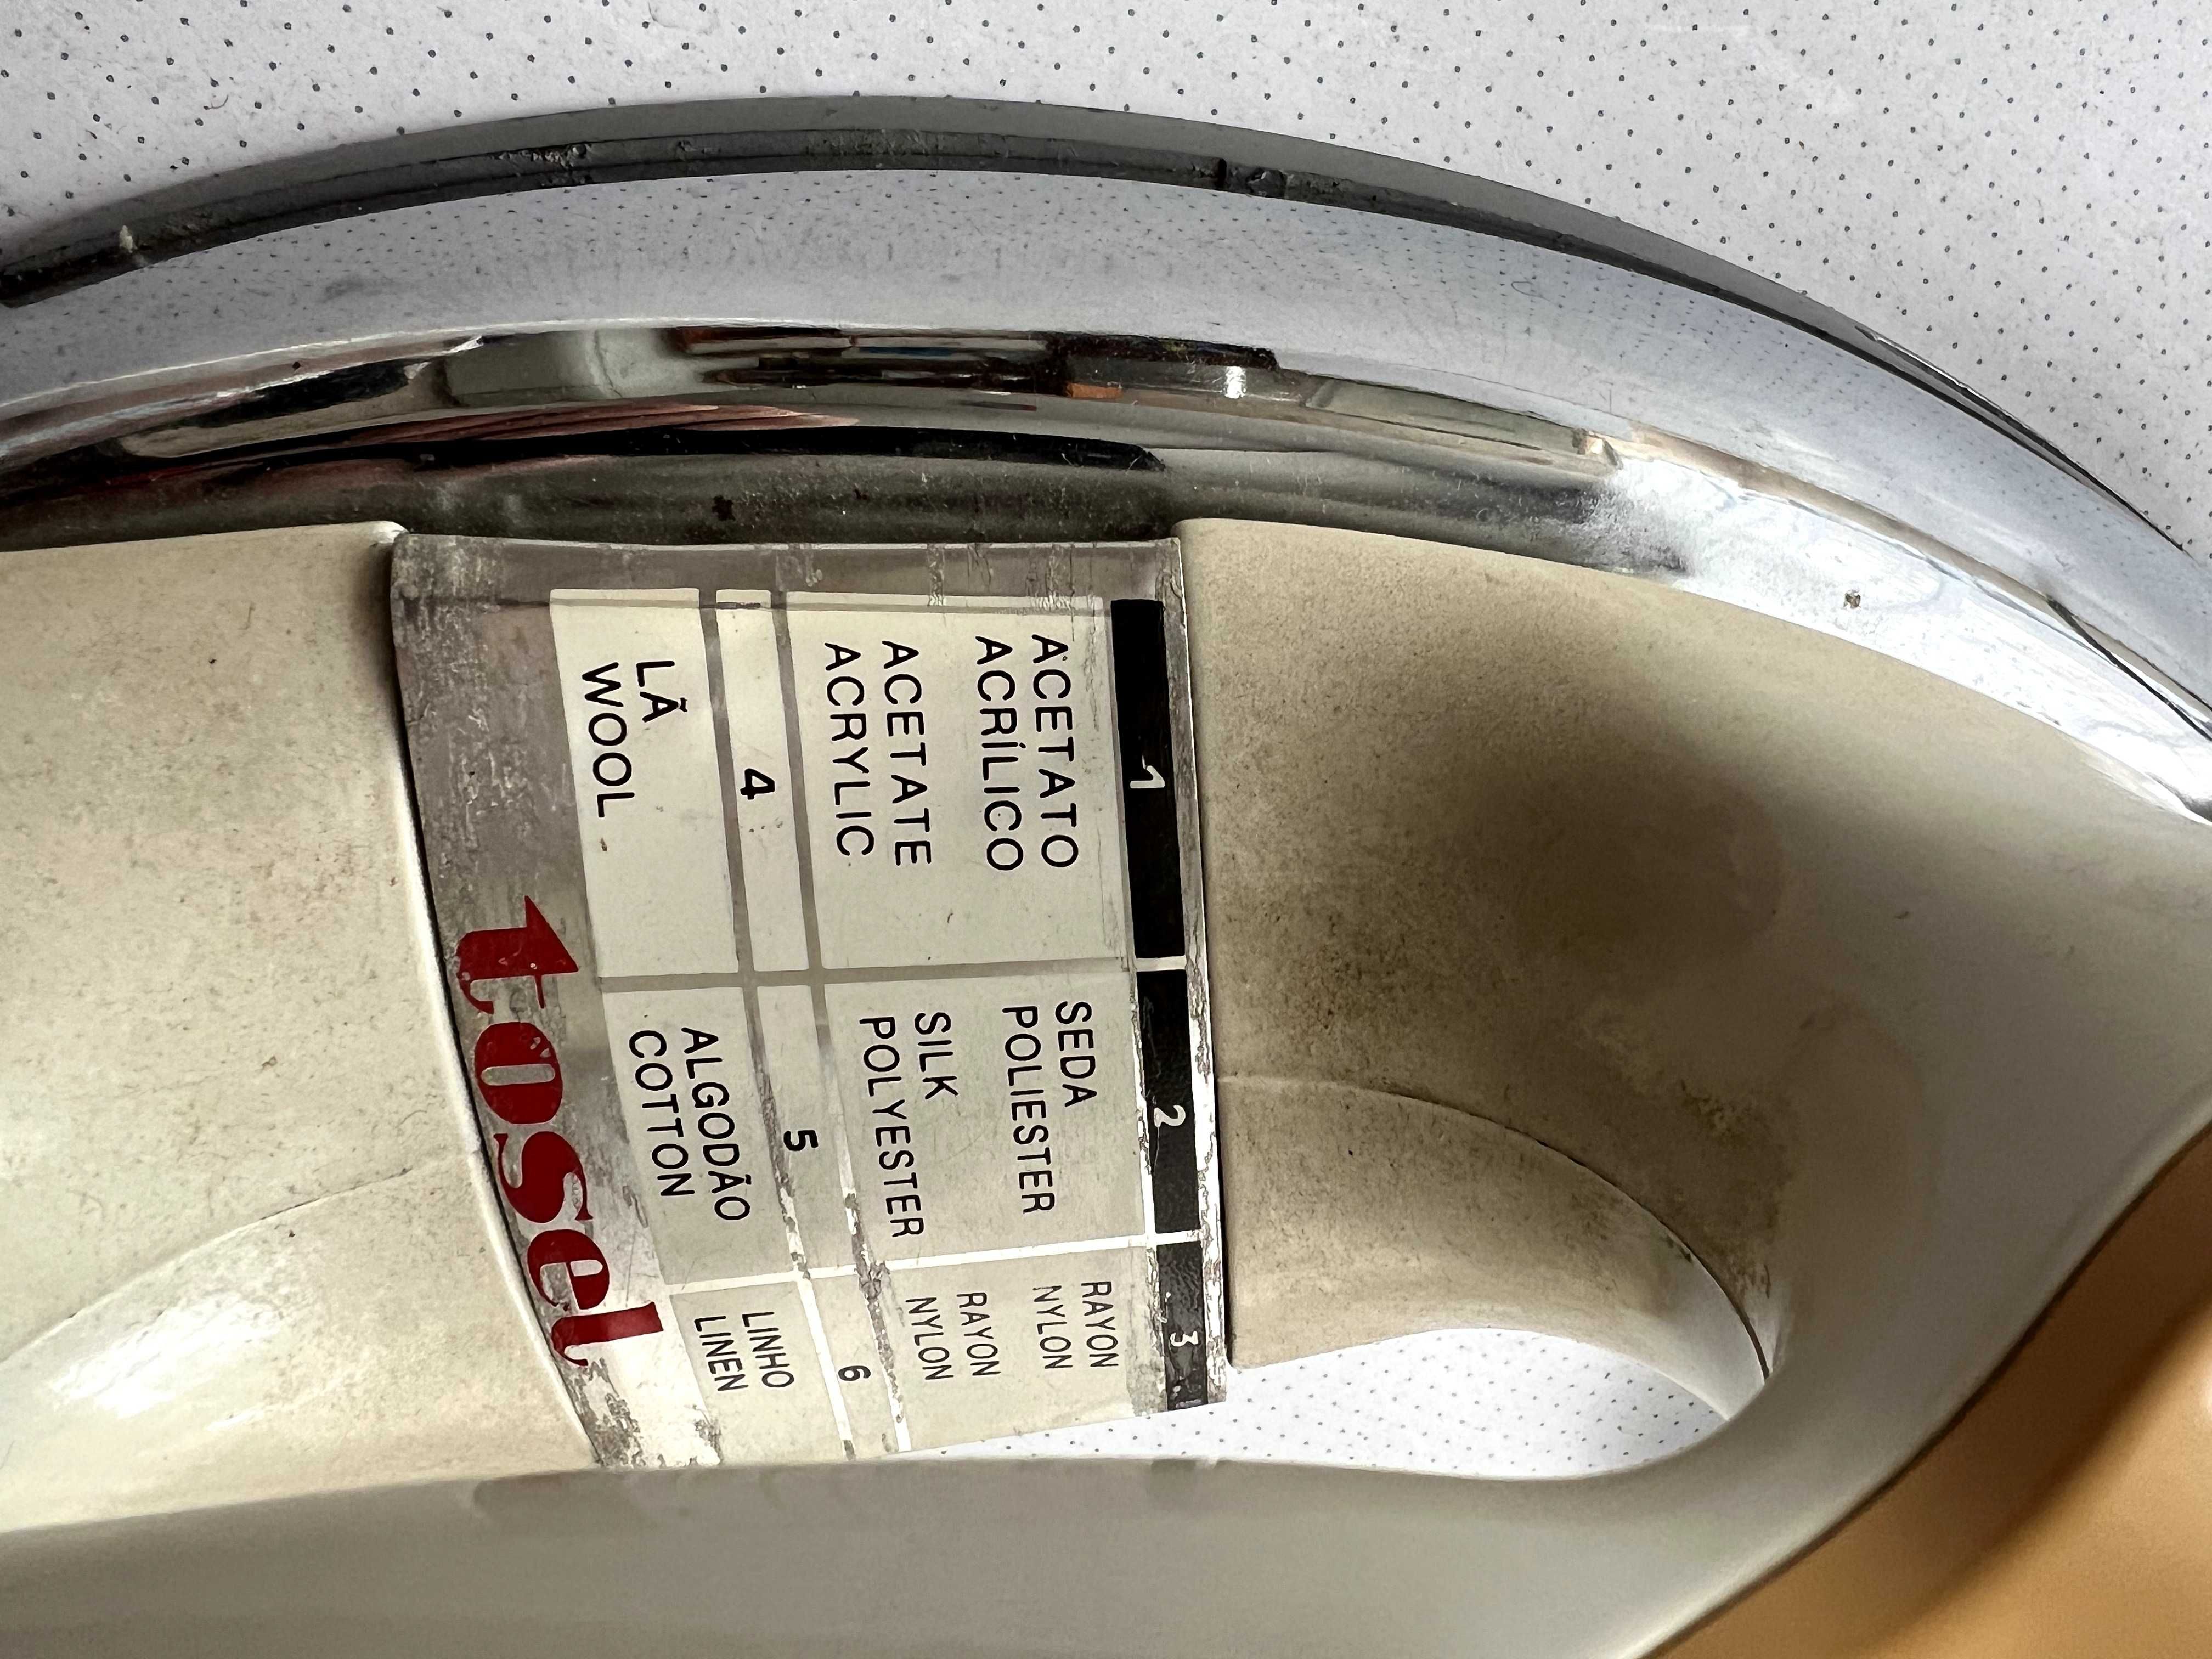 1
ACETATO
ACRÍLICO
ACETATE
ACRYLIC
2
SEDA
POLIESTER
SILK
POLYESTER
3
RAYON
NYLON
RAYON
NYLON
4
LÃ
WOOL
5
ALGODÃO
COTTON
6
LINHO
LINEN
tosel